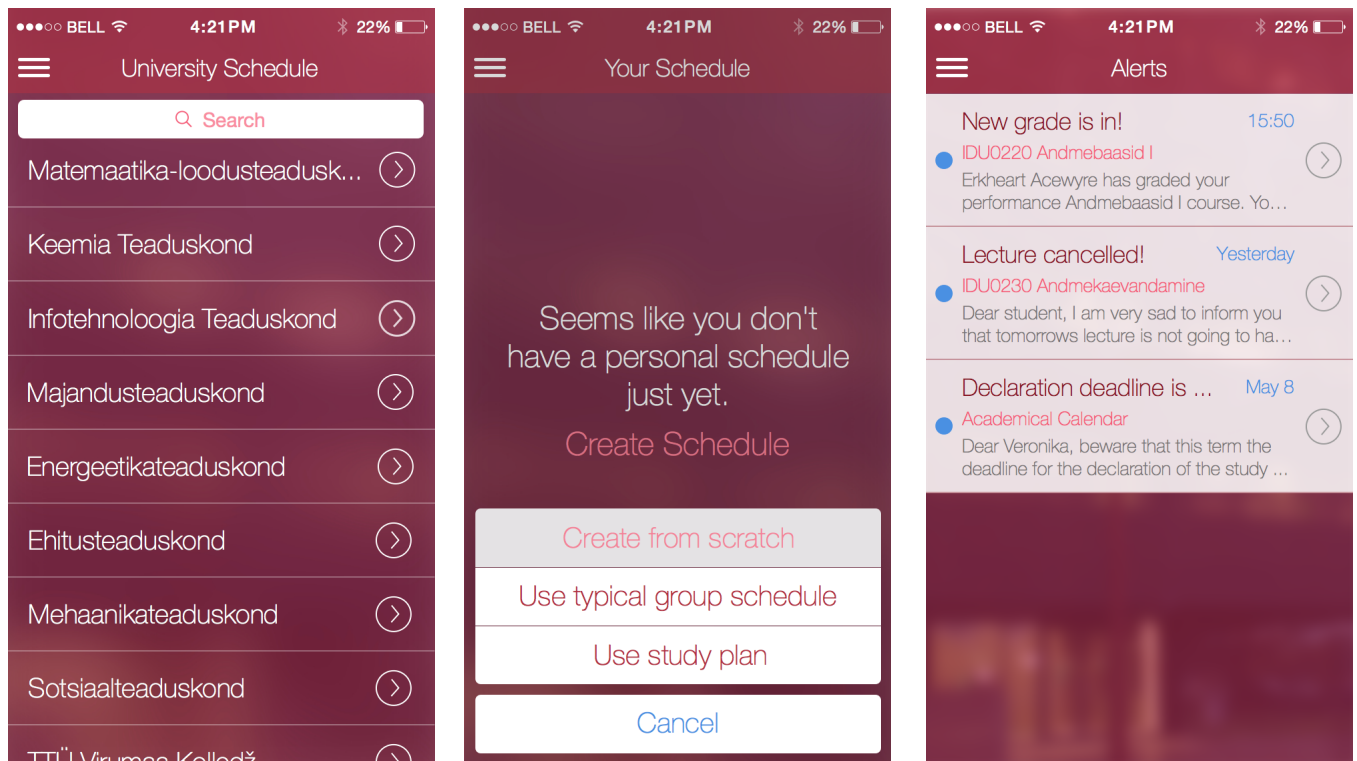 BELL 4:21PM 22%
University Schedule
Search
Matemaatika-loodusteadusk...
Keemia Teaduskond
Infotehnoloogia Teaduskond
Majandusteaduskond
Energeetikateaduskond
Ehitusteaduskond
Mehaanikateaduskond
Sotsiaalteaduskond
TTÜ Virumaa Kolledž
BELL 4:21PM 22%
Your Schedule
Seems like you don't
have a personal schedule
just yet.
Create Schedule
Create from scratch
Use typical group schedule
Use study plan
Cancel
BELL 4:21PM 22%
Alerts
New grade is in! 15:50
IDU0220 Andmebaasid I
Erkheart Acewyre has graded your
performance Andmebaasid I course. Yo...
Lecture cancelled! Yesterday
IDU0230 Andmekaevandamine
Dear student, I am very sad to inform you
that tomorrows lecture is not going to ha...
Declaration deadline is ... May 8
Academical Calendar
Dear Veronika, beware that this term the
deadline for the declaration of the study ...